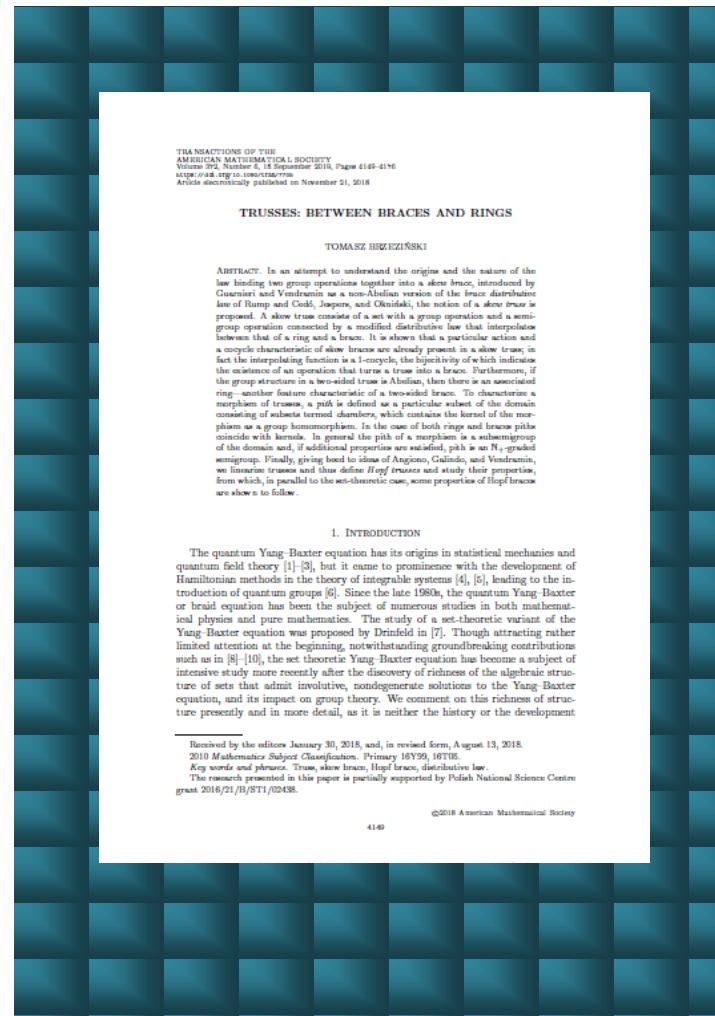 TRANSACTIONS OF THE
AMERICAN MATHEMATICAL SOCIETY
Volume 372, Number 6, 15 September 2019, Pages 4149–4176
Article electronically published on November 21, 2018
TRUSSES: BETWEEN BRACES AND RINGS
TOMASZ BRZEZIŃSKI
ABSTRACT. In an attempt to understand the origins and the nature of the
law binding two group operations together into a skew brace, introduced by
Guarnieri and Vendramin as a non-Abelian version of the brace distributive
law of Rump and Cedó, Jespers, and Okniński, the notion of a skew truss is
proposed. A skew truss consists of a set with a group operation and a semi-
group operation connected by a modified distributive law that interpolates
between that of a ring and a brace. It is shown that a particular action and
a cocycle characteristic of skew braces are already present in a skew truss; in
fact the interpolating function is a 1-cocycle, the bijectivity of which indicates
the existence of an operation that turns a truss into a brace. Furthermore, if
the group structure in a two-sided truss is Abelian, then there is an associated
ring—another feature characteristic of a two-sided brace. To characterize a
morphism of trusses, a pith is defined as a particular subset of the domain
consisting of subsets termed chambers, which contains the kernel of the mor-
phism as a group homomorphism. In the case of both rings and braces piths
coincide with kernels. In general the pith of a morphism is a subsemigroup
of the domain and, if additional properties are satisfied, pith is an ℕ₊-graded
semigroup. Finally, giving heed to ideas of Angiono, Galindo, and Vendramin,
we linearize trusses and thus define Hopf trusses and study their properties,
from which, in parallel to the set-theoretic case, some properties of Hopf braces
are shown to follow.
1. INTRODUCTION
The quantum Yang–Baxter equation has its origins in statistical mechanics and
quantum field theory [1]–[3], but it came to prominence with the development of
Hamiltonian methods in the theory of integrable systems [4], [5], leading to the in-
troduction of quantum groups [6]. Since the late 1980s, the quantum Yang–Baxter
or braid equation has been the subject of numerous studies in both mathemat-
ical physics and pure mathematics. The study of a set-theoretic variant of the
Yang–Baxter equation was proposed by Drinfeld in [7]. Though attracting rather
limited attention at the beginning, notwithstanding groundbreaking contributions
such as in [8]–[10], the set theoretic Yang–Baxter equation has become a subject of
intensive study more recently after the discovery of richness of the algebraic struc-
ture of sets that admit involutive, nondegenerate solutions to the Yang–Baxter
equation, and its impact on group theory. We comment on this richness of struc-
ture presently and in more detail, as it is neither the history or the development
Received by the editors January 30, 2018, and, in revised form, August 13, 2018.
2010 Mathematics Subject Classification. Primary 16Y99, 16T05.
Key words and phrases. Truss, skew brace, Hopf brace, distributive law.
The research presented in this paper is partially supported by Polish National Science Centre
grant 2016/21/B/ST1/02438.
©2018 American Mathematical Society
4149